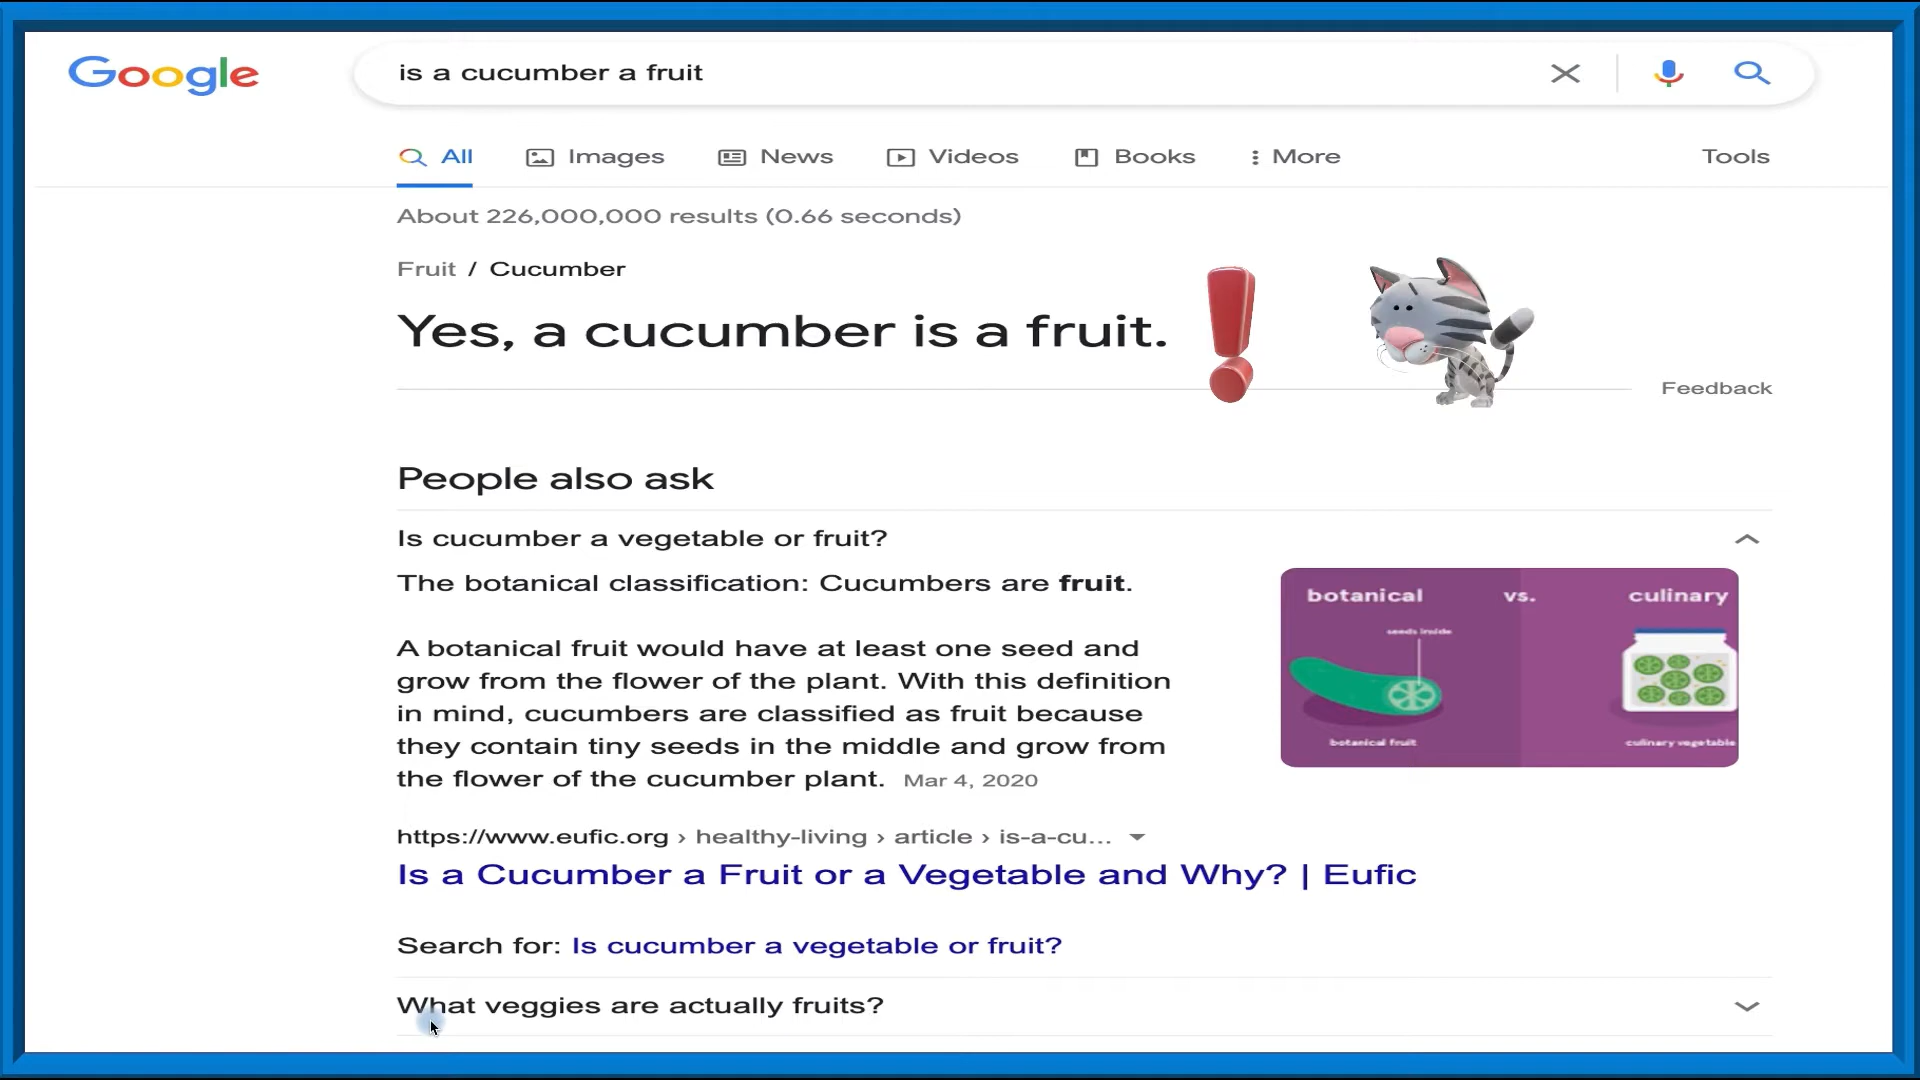 Google
is a cucumber a fruit
All
Images
News
Videos
Books
More
Tools
About 226,000,000 results (0.66 seconds)
Fruit / Cucumber
Yes, a cucumber is a fruit.
Feedback
People also ask
Is cucumber a vegetable or fruit?
The botanical classification: Cucumbers are fruit.
A botanical fruit would have at least one seed and
grow from the flower of the plant. With this definition
in mind, cucumbers are classified as fruit because
they contain tiny seeds in the middle and grow from
the flower of the cucumber plant. Mar 4, 2020
botanical vs. culinary
seeds inside
botanical fruit
culinary vegetable
https://www.eufic.org › healthy-living › article › is-a-cu...
Is a Cucumber a Fruit or a Vegetable and Why? | Eufic
Search for: Is cucumber a vegetable or fruit?
What veggies are actually fruits?